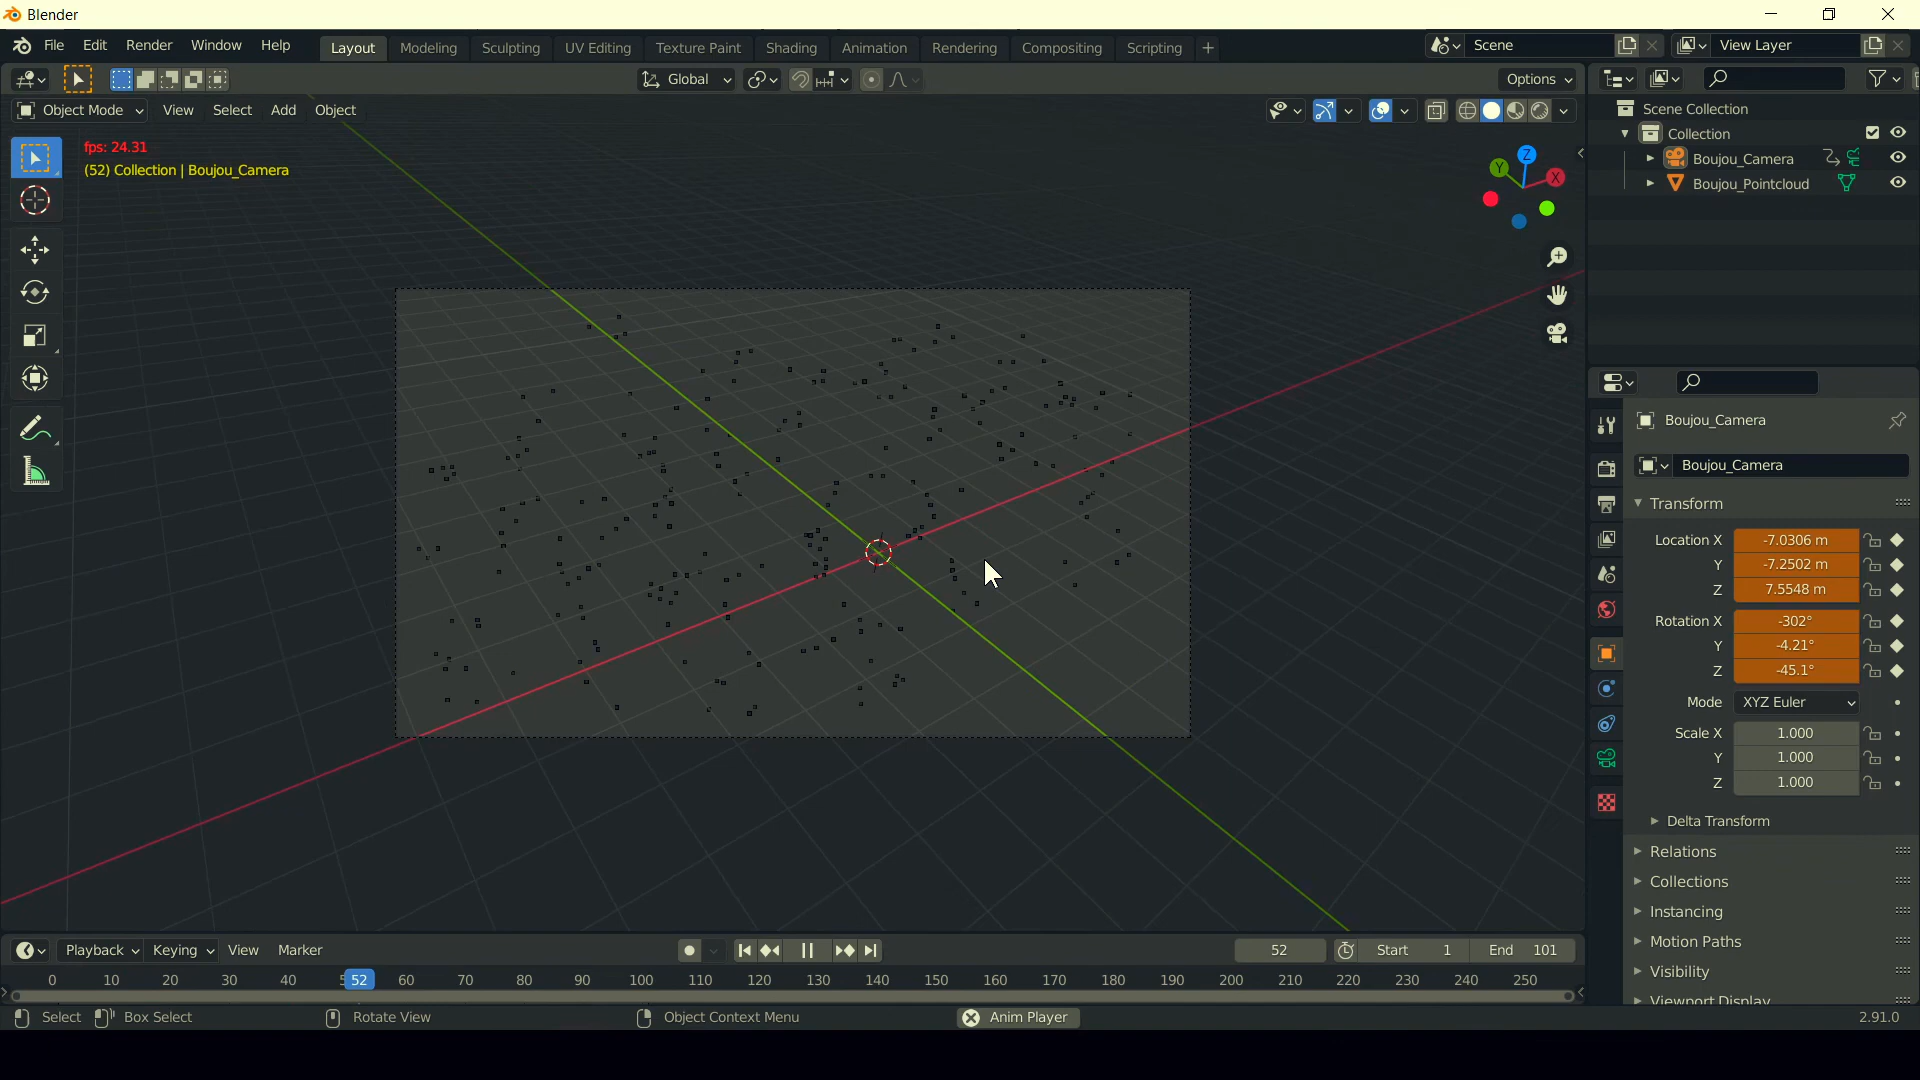 Blender
File Edit Render Window Help Layout Modeling Sculpting UV Editing Texture Paint Shading Animation Rendering Compositing Scripting + Scene View Layer
Global Options
Object Mode View Select Add Object
Scene Collection
Collection
Boujou_Camera
Boujou_Pointcloud
fps: 24.31
(52) Collection | Boujou_Camera
Z
Y
X
Boujou_Camera
Boujou_Camera
Transform
Location X -7.0306 m
Y -7.2502 m
Z 7.5548 m
Rotation X -302°
Y -4.21°
Z -45.1°
Mode XYZ Euler
Scale X 1.000
Y 1.000
Z 1.000
Delta Transform
Relations
Collections
Instancing
Motion Paths
Visibility
Viewport Display
Playback Keying View Marker 52 Start 1 End 101
0 10 20 30 40 5 52 60 70 80 90 100 110 120 130 140 150 160 170 180 190 200 210 220 230 240 250
Select Box Select Rotate View Object Context Menu Anim Player 2.91.0